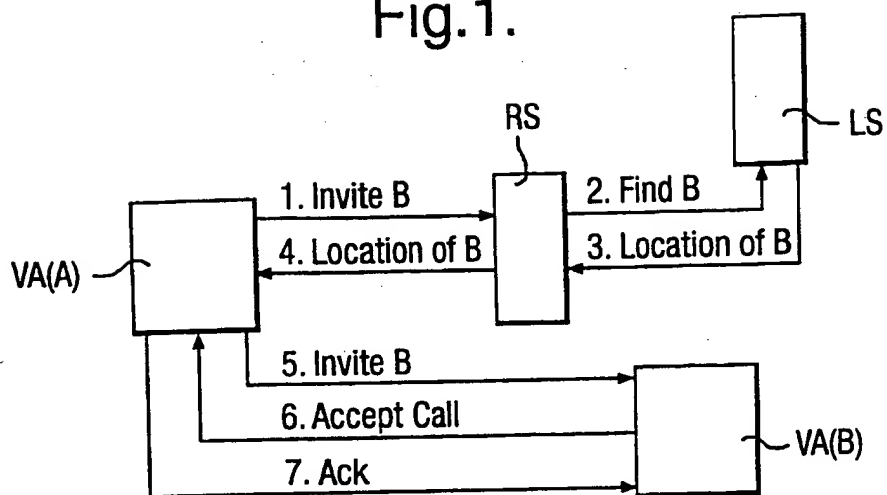 Fig.1.
RS
LS
1. Invite B
2. Find B
4. Location of B
3. Location of B
VA(A)
5. Invite B
6. Accept Call
VA(B)
7. Ack